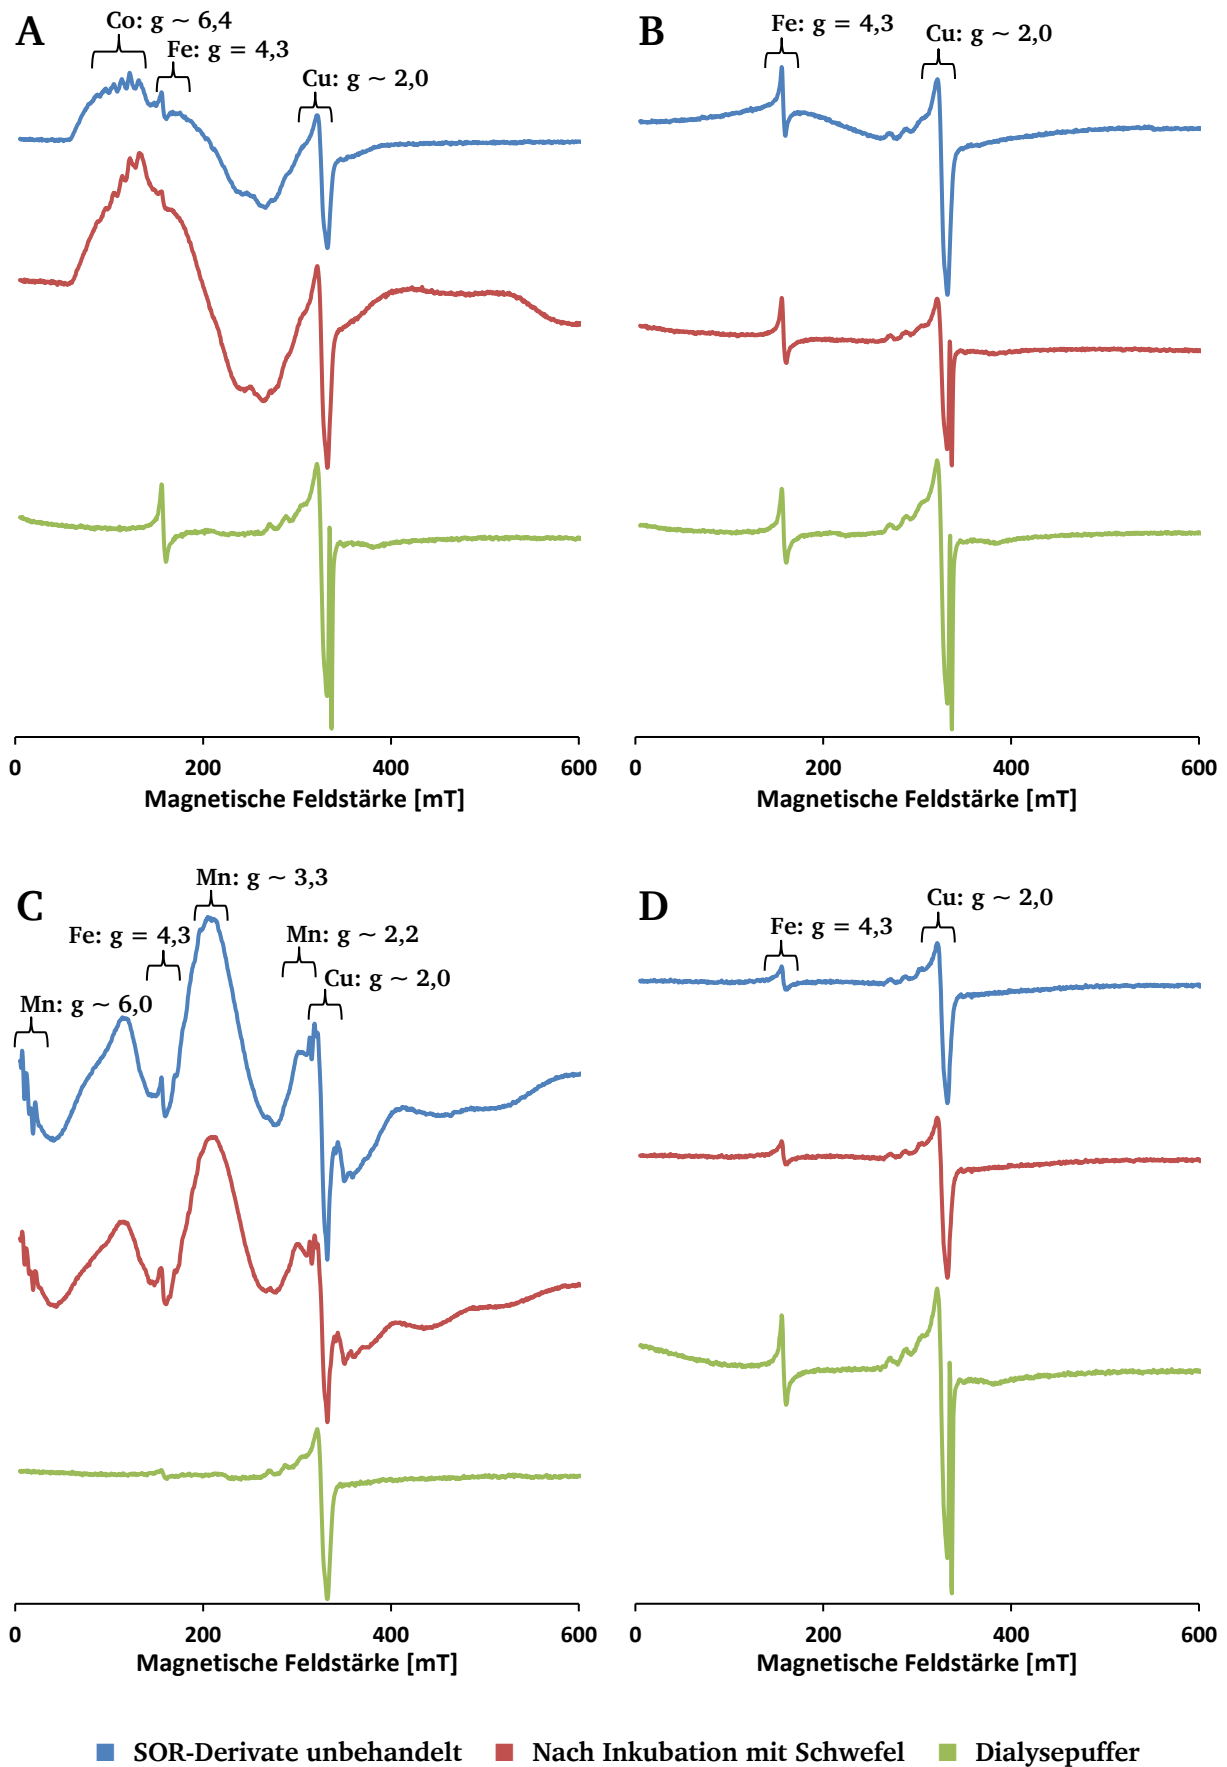 A
Co: g ~ 6,4
Fe: g = 4,3
Cu: g ~ 2,0
0 200 400 600
Magnetische Feldstärke [mT]
B
Fe: g = 4,3
Cu: g ~ 2,0
0 200 400 600
Magnetische Feldstärke [mT]
C
Mn: g ~ 3,3
Fe: g = 4,3
Mn: g ~ 2,2
Cu: g ~ 2,0
Mn: g ~ 6,0
0 200 400 600
Magnetische Feldstärke [mT]
D
Cu: g ~ 2,0
Fe: g = 4,3
0 200 400 600
Magnetische Feldstärke [mT]
SOR-Derivate unbehandelt Nach Inkubation mit Schwefel Dialysepuffer